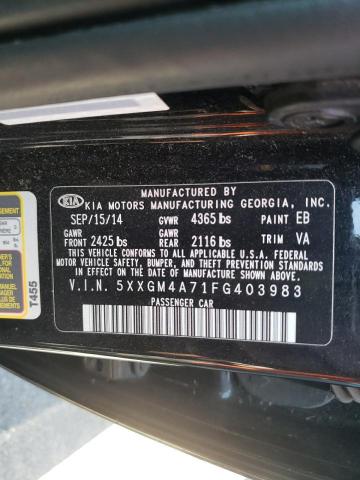 MANUFACTURED BY
KIA
KIA MOTORS MANUFACTURING GEORGIA, INC.
SEP/15/14 GVWR 4365 lbs PAINT EB
GAWR GAWR
FRONT 2425 lbs REAR 2116 lbs TRIM VA
THIS VEHICLE CONFORMS TO ALL APPLICABLE U.S. FEDERAL
MOTOR VEHICLE SAFETY, BUMPER, AND THEFT PREVENTION
STANDARDS IN EFFECT ON THE DATE OF MANUFACTURE SHOWN ABOVE.
V.I.N. 5XXGM4A71FG403983
PASSENGER CAR
T455